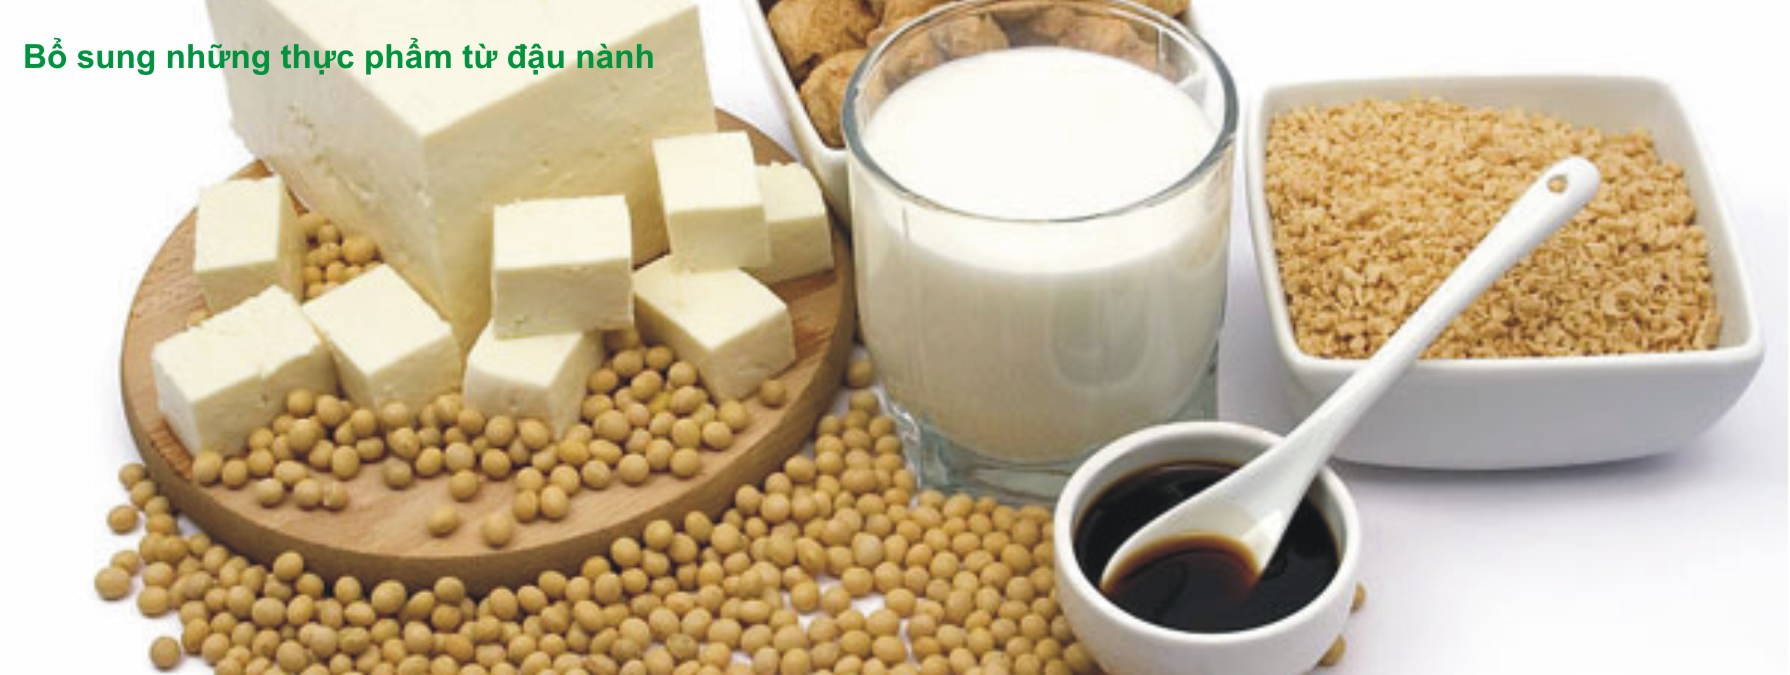 Bổ sung những thực phẩm từ đậu nành